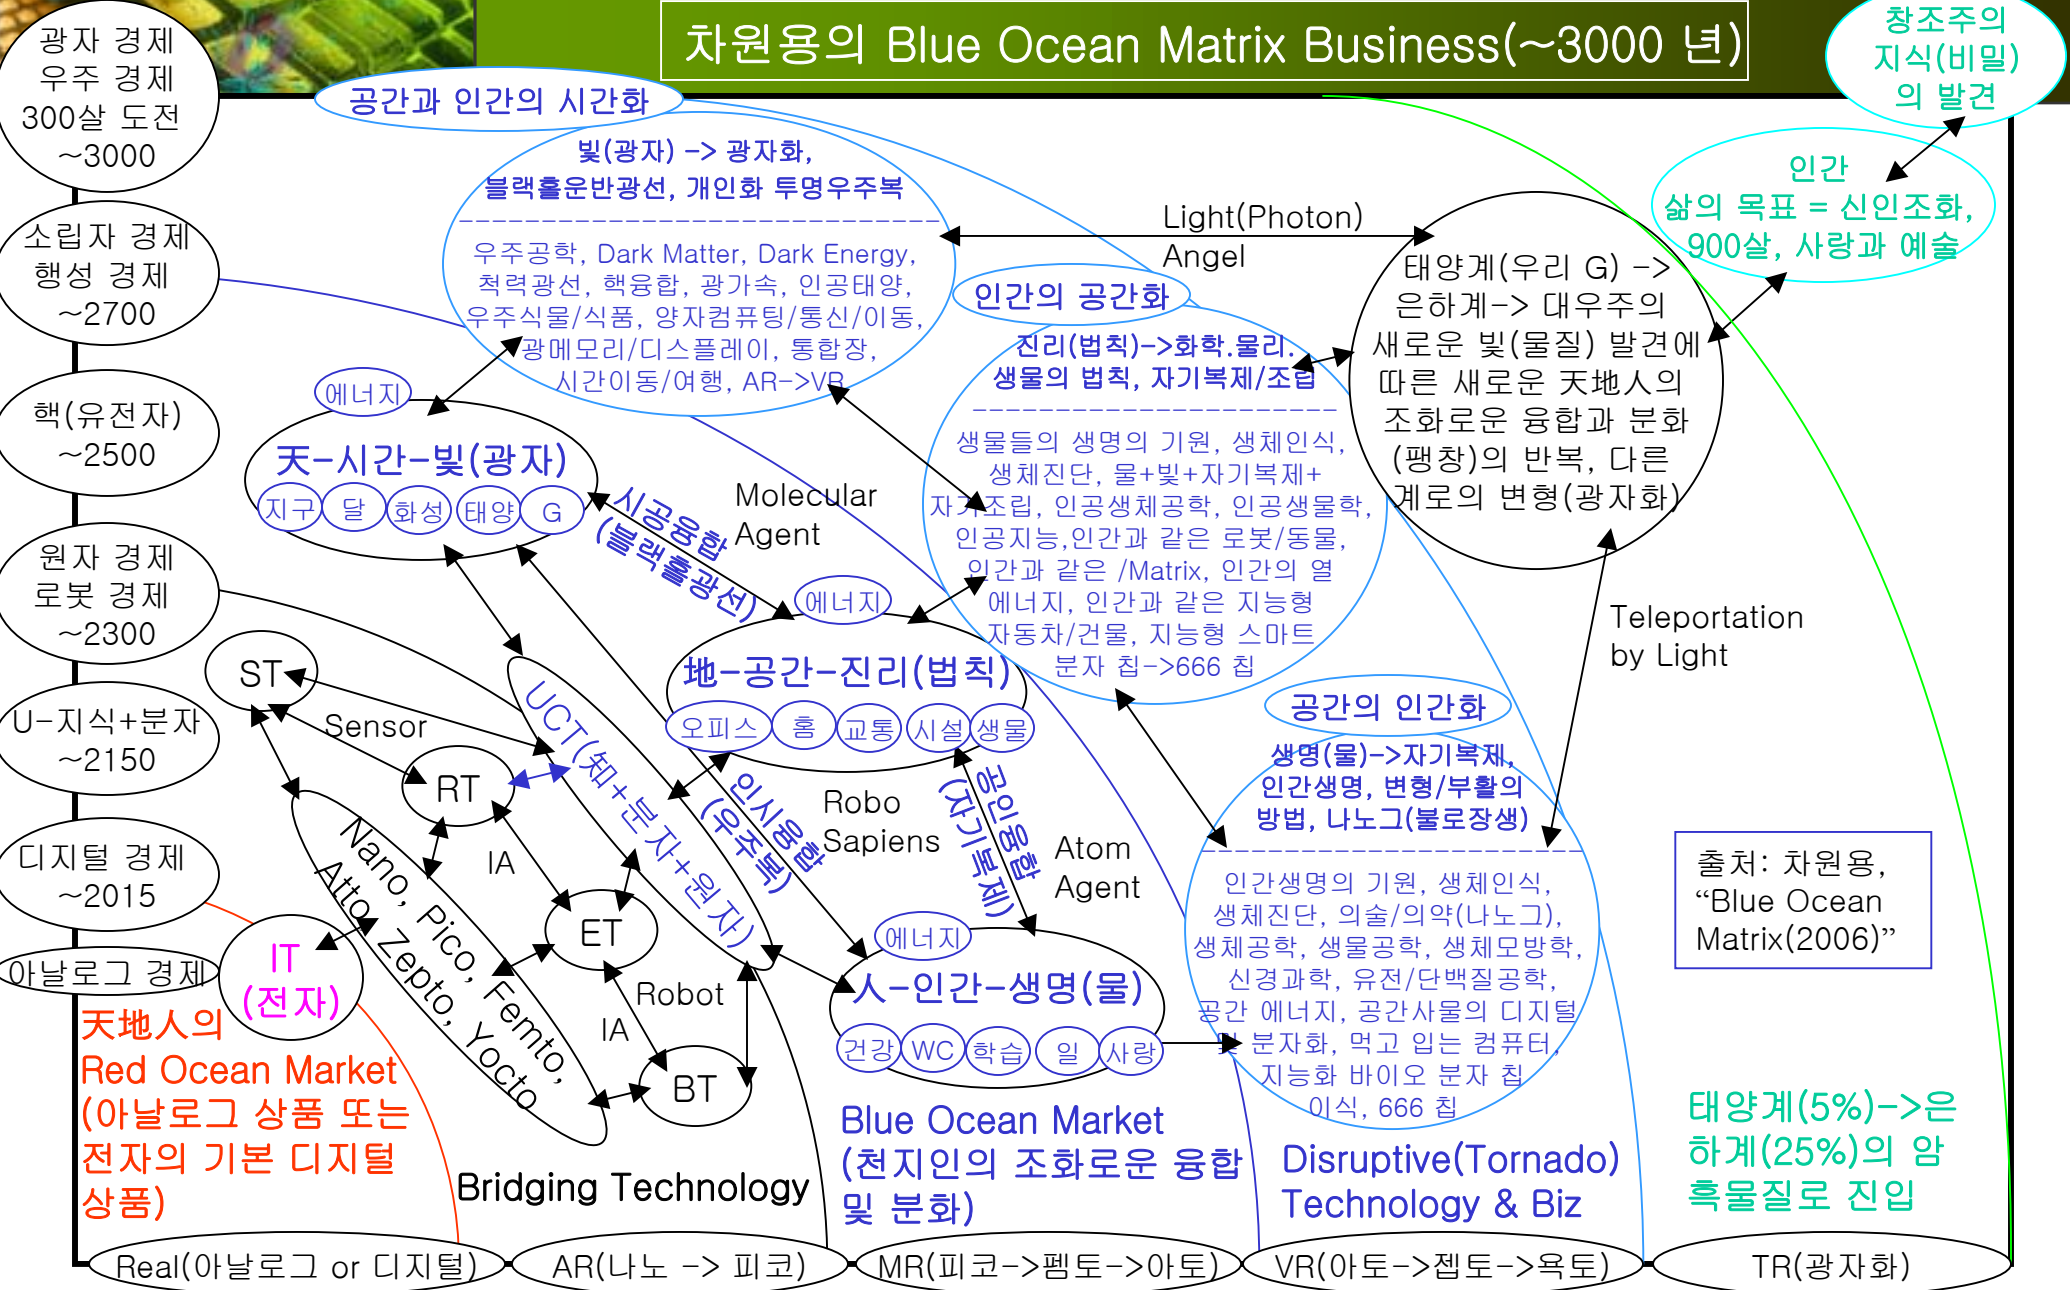 차원용의 Blue Ocean Matrix Business(~3000 년)
광자 경제
우주 경제
300살 도전
~3000
소립자 경제
행성 경제
~2700
핵(유전자)
~2500
원자 경제
로봇 경제
~2300
U-지식+분자
~2150
디지털 경제
~2015
아날로그 경제
창조주의
지식(비밀)
의 발견
인간
삶의 목표 = 신인조화,
900살, 사랑과 예술
공간과 인간의 시간화
빛(광자) -> 광자화,
블랙홀운반광선, 개인화 투명우주복
우주공학, Dark Matter, Dark Energy,
척력광선, 핵융합, 광가속, 인공태양,
우주식물/식품, 양자컴퓨팅/통신/이동,
광메모리/디스플레이, 통합장,
시간이동/여행, AR->VR
Light(Photon)
Angel
인간의 공간화
진리(법칙)->화학.물리.
생물의 법칙, 자기복제/조립
생물들의 생명의 기원, 생체인식,
생체진단, 물+빛+자기복제+
자기조립, 인공생체공학, 인공생물학,
인공지능,인간과 같은 로봇/동물,
인간과 같은 /Matrix, 인간의 열
에너지, 인간과 같은 지능형
자동차/건물, 지능형 스마트
분자 칩->666 칩
태양계(우리 G) ->
은하계-> 대우주의
새로운 빛(물질) 발견에
따른 새로운 天地人의
조화로운 융합과 분화
(팽창)의 반복, 다른
계로의 변형(광자화)
에너지
天-시간-빛(광자)
지구
달
화성
태양
G
시공융합
(블랙홀광선)
Molecular
Agent
에너지
地-공간-진리(법칙)
오피스
홈
교통
시설
생물
Teleportation
by Light
ST
Sensor
RT
IA
ET
IA
Robot
BT
UCT(知+분자+원자)
Nano, Pico, Femto,
Atto, Zepto, Yocto
IT
(전자)
인시융합
(우주복)
Robo
Sapiens
공인융합
(자기복제)
Atom
Agent
에너지
人-인간-생명(물)
건강
WC
학습
일
사랑
공간의 인간화
생명(물)->자기복제,
인간생명, 변형/부활의
방법, 나노그(불로장생)
인간생명의 기원, 생체인식,
생체진단, 의술/의약(나노그),
생체공학, 생물공학, 생체모방학,
신경과학, 유전/단백질공학,
공간 에너지, 공간사물의 디지털
및 분자화, 먹고 입는 컴퓨터,
지능화 바이오 분자 칩
이식, 666 칩
출처: 차원용,
“Blue Ocean
Matrix(2006)”
天地人의
Red Ocean Market
(아날로그 상품 또는
전자의 기본 디지털
상품)
Bridging Technology
Blue Ocean Market
(천지인의 조화로운 융합
및 분화)
Disruptive(Tornado)
Technology & Biz
태양계(5%)->은
하계(25%)의 암
흑물질로 진입
Real(아날로그 or 디지털)
AR(나노 -> 피코)
MR(피코->펨토->아토)
VR(아토->젭토->욕토)
TR(광자화)